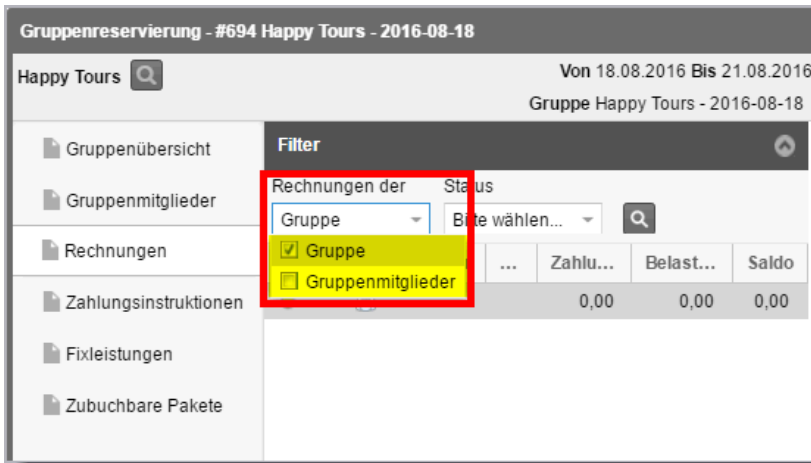 Gruppenreservierung - #694 Happy Tours - 2016-08-18
Happy Tours
Von 18.08.2016 Bis 21.08.2016
Gruppe Happy Tours - 2016-08-18
Gruppenübersicht
Gruppenmitglieder
Rechnungen
Zahlungsinstruktionen
Fixleistungen
Zubuchbare Pakete
Filter
Rechnungen der Status
Gruppe Bitte wählen...
Gruppe
Gruppenmitglieder
... Zahlu... Belast... Saldo
0,00 0,00 0,00